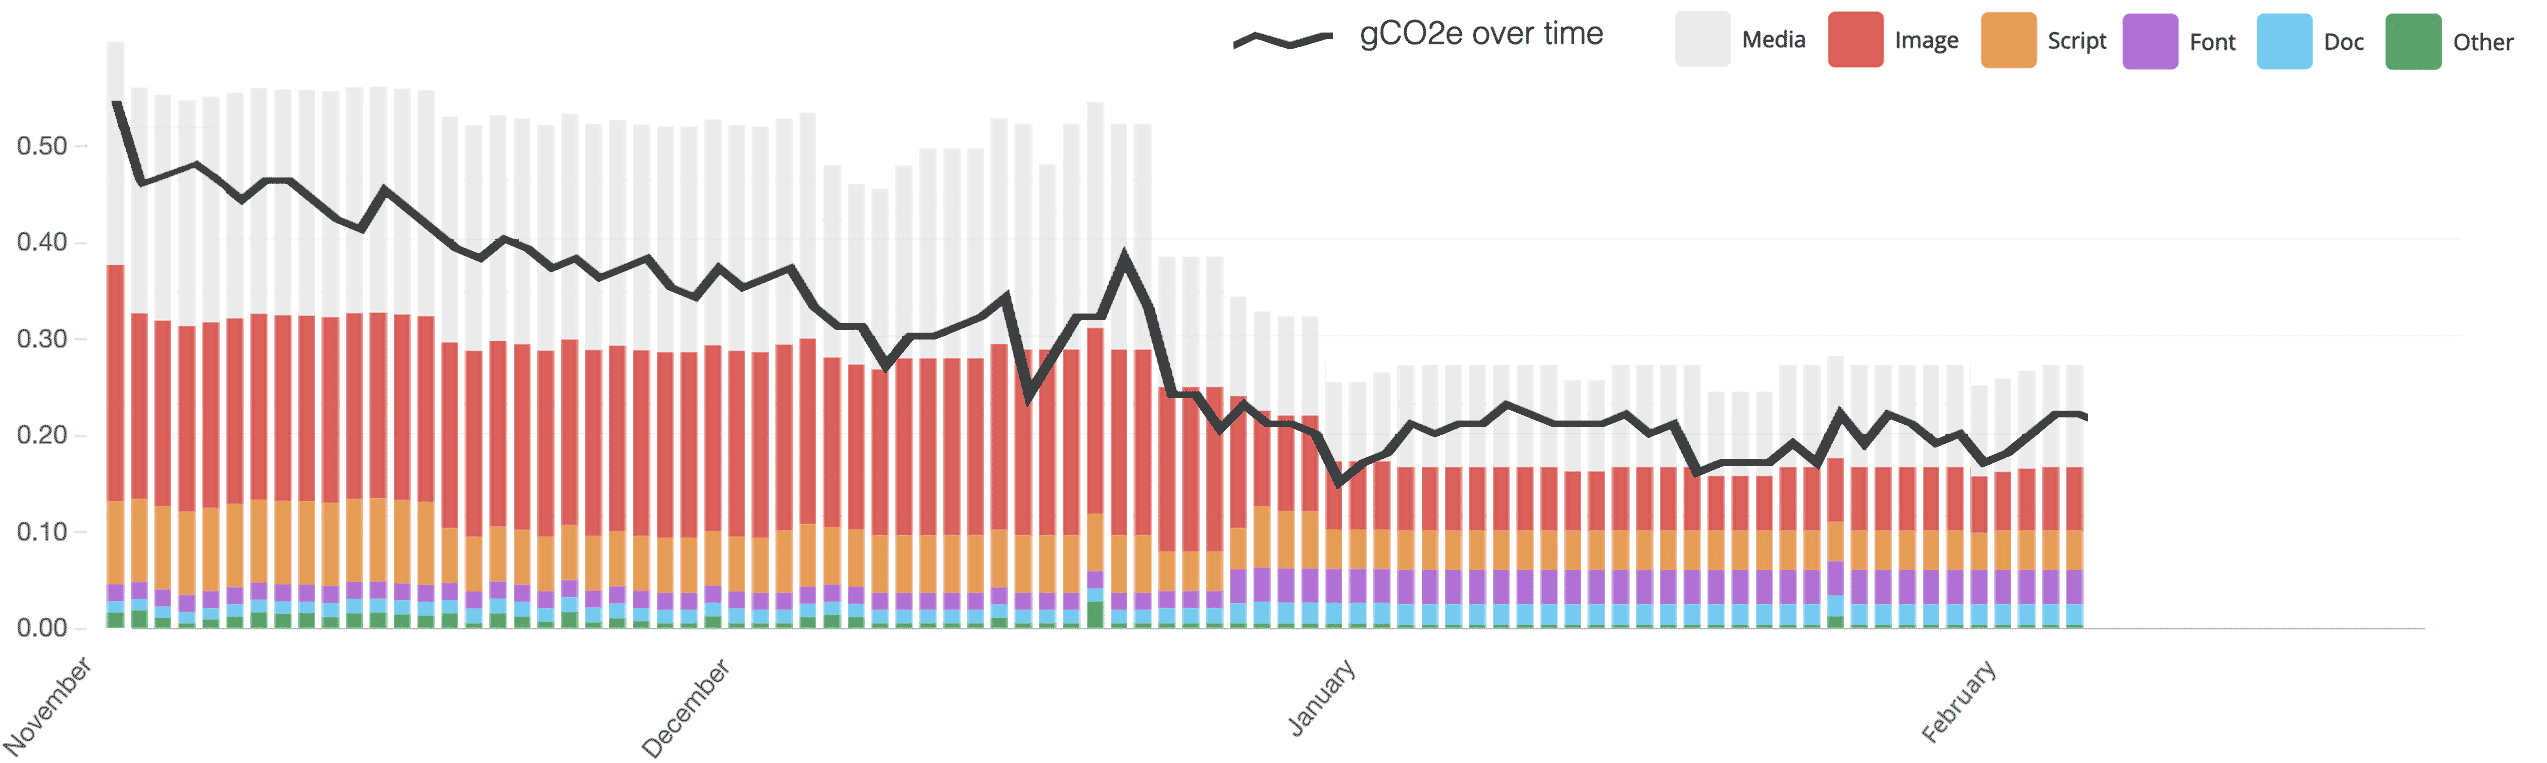 gCO2e over time
Media
Image
Script
Font
Doc
Other
0.50
0.40
0.30
0.20
0.10
0.00
November
December
January
February